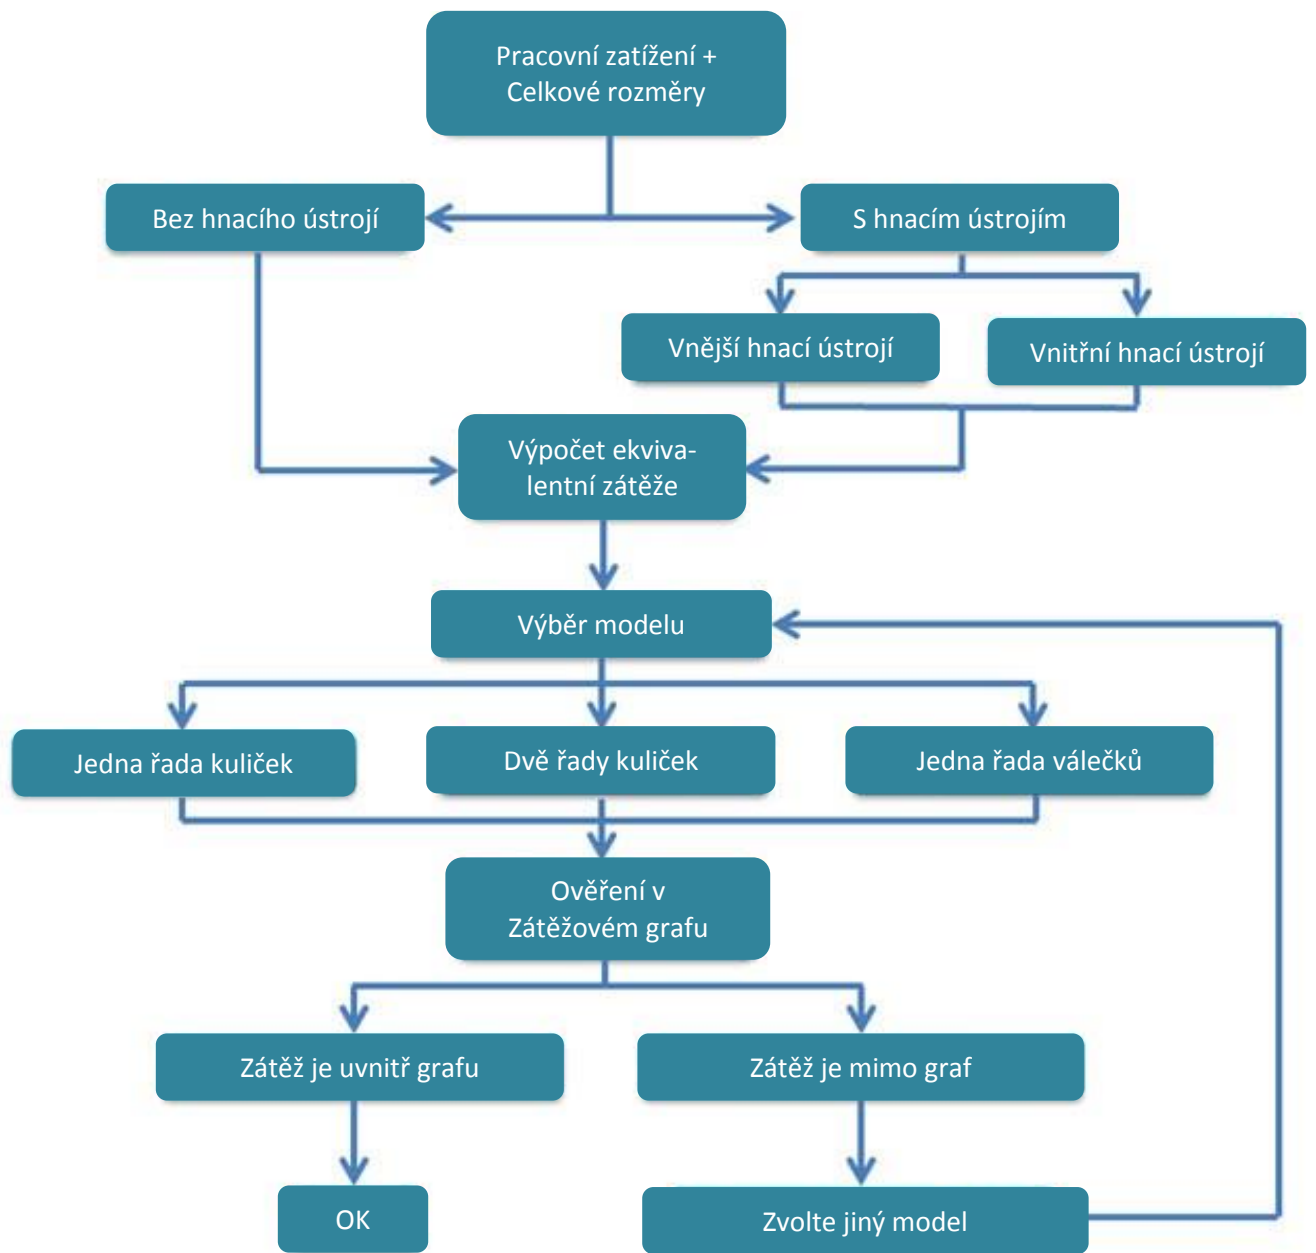 Pracovní zatížení +
Celkové rozměry
Bez hnacího ústrojí
S hnacím ústrojím
Vnější hnací ústrojí
Vnitřní hnací ústrojí
Výpočet ekviva-
lentní zátěže
Výběr modelu
Jedna řada kuliček
Dvě řady kuliček
Jedna řada válečků
Ověření v
Zátěžovém grafu
Zátěž je uvnitř grafu
Zátěž je mimo graf
OK
Zvolte jiný model